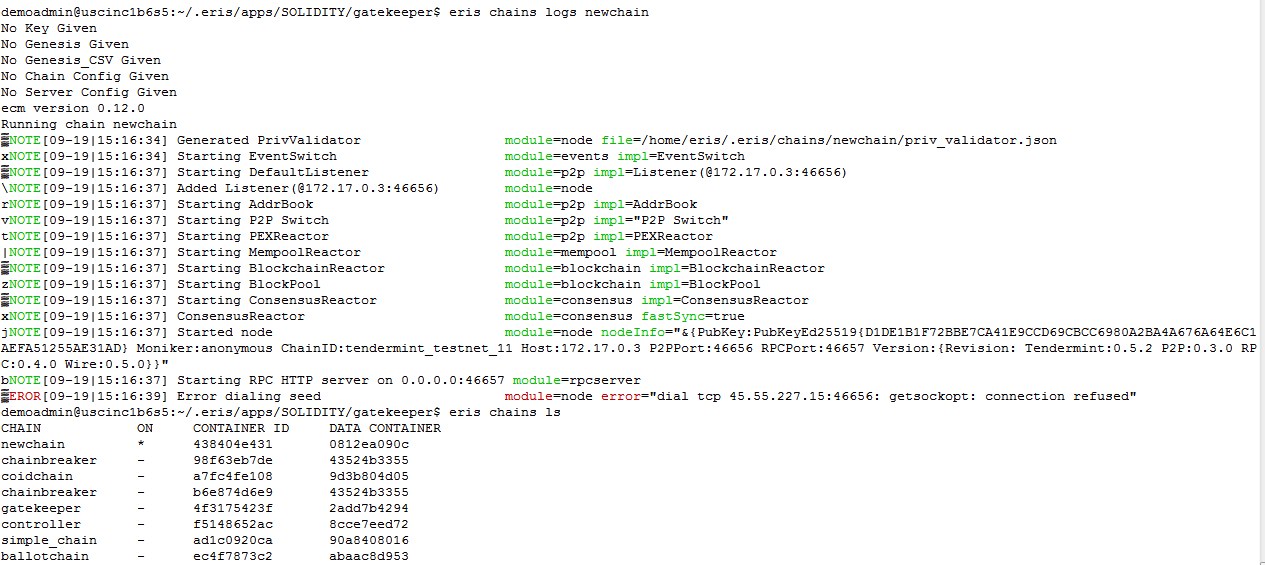 demoadmin@uscinc1b6s5:~/.eris/apps/SOLIDITY/gatekeeper$ eris chains logs newchain
No Key Given
No Genesis Given
No Genesis_CSV Given
No Chain Config Given
No Server Config Given
ecm version 0.12.0
Running chain newchain
NOTE[09-19|15:16:34] Generated PrivValidator module=node file=/home/eris/.eris/chains/newchain/priv_validator.json
xNOTE[09-19|15:16:34] Starting EventSwitch module=events impl=EventSwitch
NOTE[09-19|15:16:37] Starting DefaultListener module=p2p impl=Listener(@172.17.0.3:46656)
\NOTE[09-19|15:16:37] Added Listener(@172.17.0.3:46656) module=node
rNOTE[09-19|15:16:37] Starting AddrBook module=p2p impl=AddrBook
vNOTE[09-19|15:16:37] Starting P2P Switch module=p2p impl="P2P Switch"
tNOTE[09-19|15:16:37] Starting PEXReactor module=p2p impl=PEXReactor
|NOTE[09-19|15:16:37] Starting MempoolReactor module=mempool impl=MempoolReactor
NOTE[09-19|15:16:37] Starting BlockchainReactor module=blockchain impl=BlockchainReactor
zNOTE[09-19|15:16:37] Starting BlockPool module=blockchain impl=BlockPool
NOTE[09-19|15:16:37] Starting ConsensusReactor module=consensus impl=ConsensusReactor
xNOTE[09-19|15:16:37] ConsensusReactor module=consensus fastSync=true
jNOTE[09-19|15:16:37] Started node module=node nodeInfo="&{PubKey:PubKeyEd25519{D1DE1B1F72BBE7CA41E9CCD69CBCC6980A2BA4A676A64E6C1
AEFA51255AE31AD} Moniker:anonymous ChainID:tendermint_testnet_11 Host:172.17.0.3 P2PPort:46656 RPCPort:46657 Version:{Revision: Tendermint:0.5.2 P2P:0.3.0 RP
C:0.4.0 Wire:0.5.0}}"
bNOTE[09-19|15:16:37] Starting RPC HTTP server on 0.0.0.0:46657 module=rpcserver
EROR[09-19|15:16:39] Error dialing seed module=node error="dial tcp 45.55.227.15:46656: getsockopt: connection refused"
demoadmin@uscinc1b6s5:~/.eris/apps/SOLIDITY/gatekeeper$ eris chains ls
CHAIN ON CONTAINER ID DATA CONTAINER
newchain * 438404e431 0812ea090c
chainbreaker - 98f63eb7de 43524b3355
coidchain - a7fc4fe108 9d3b804d05
chainbreaker - b6e874d6e9 43524b3355
gatekeeper - 4f3175423f 2add7b4294
controller - f5148652ac 8cce7eed72
simple_chain - ad1c0920ca 90a8408016
ballotchain - ec4f7873c2 abaac8d953